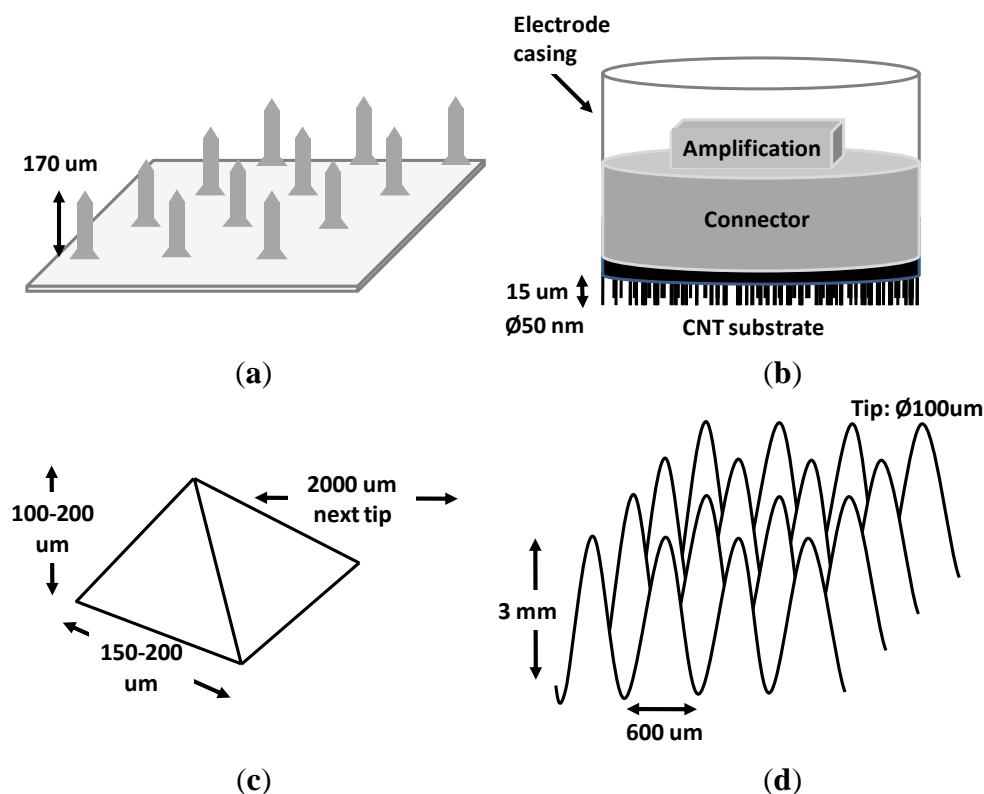 Electrode
casing
170 um
Amplification
Connector
15 um
Ø50 nm
CNT substrate
(a)
(b)
Tip: Ø100um
100-200
um
2000 um
next tip
150-200
um
3 mm
600 um
(c)
(d)